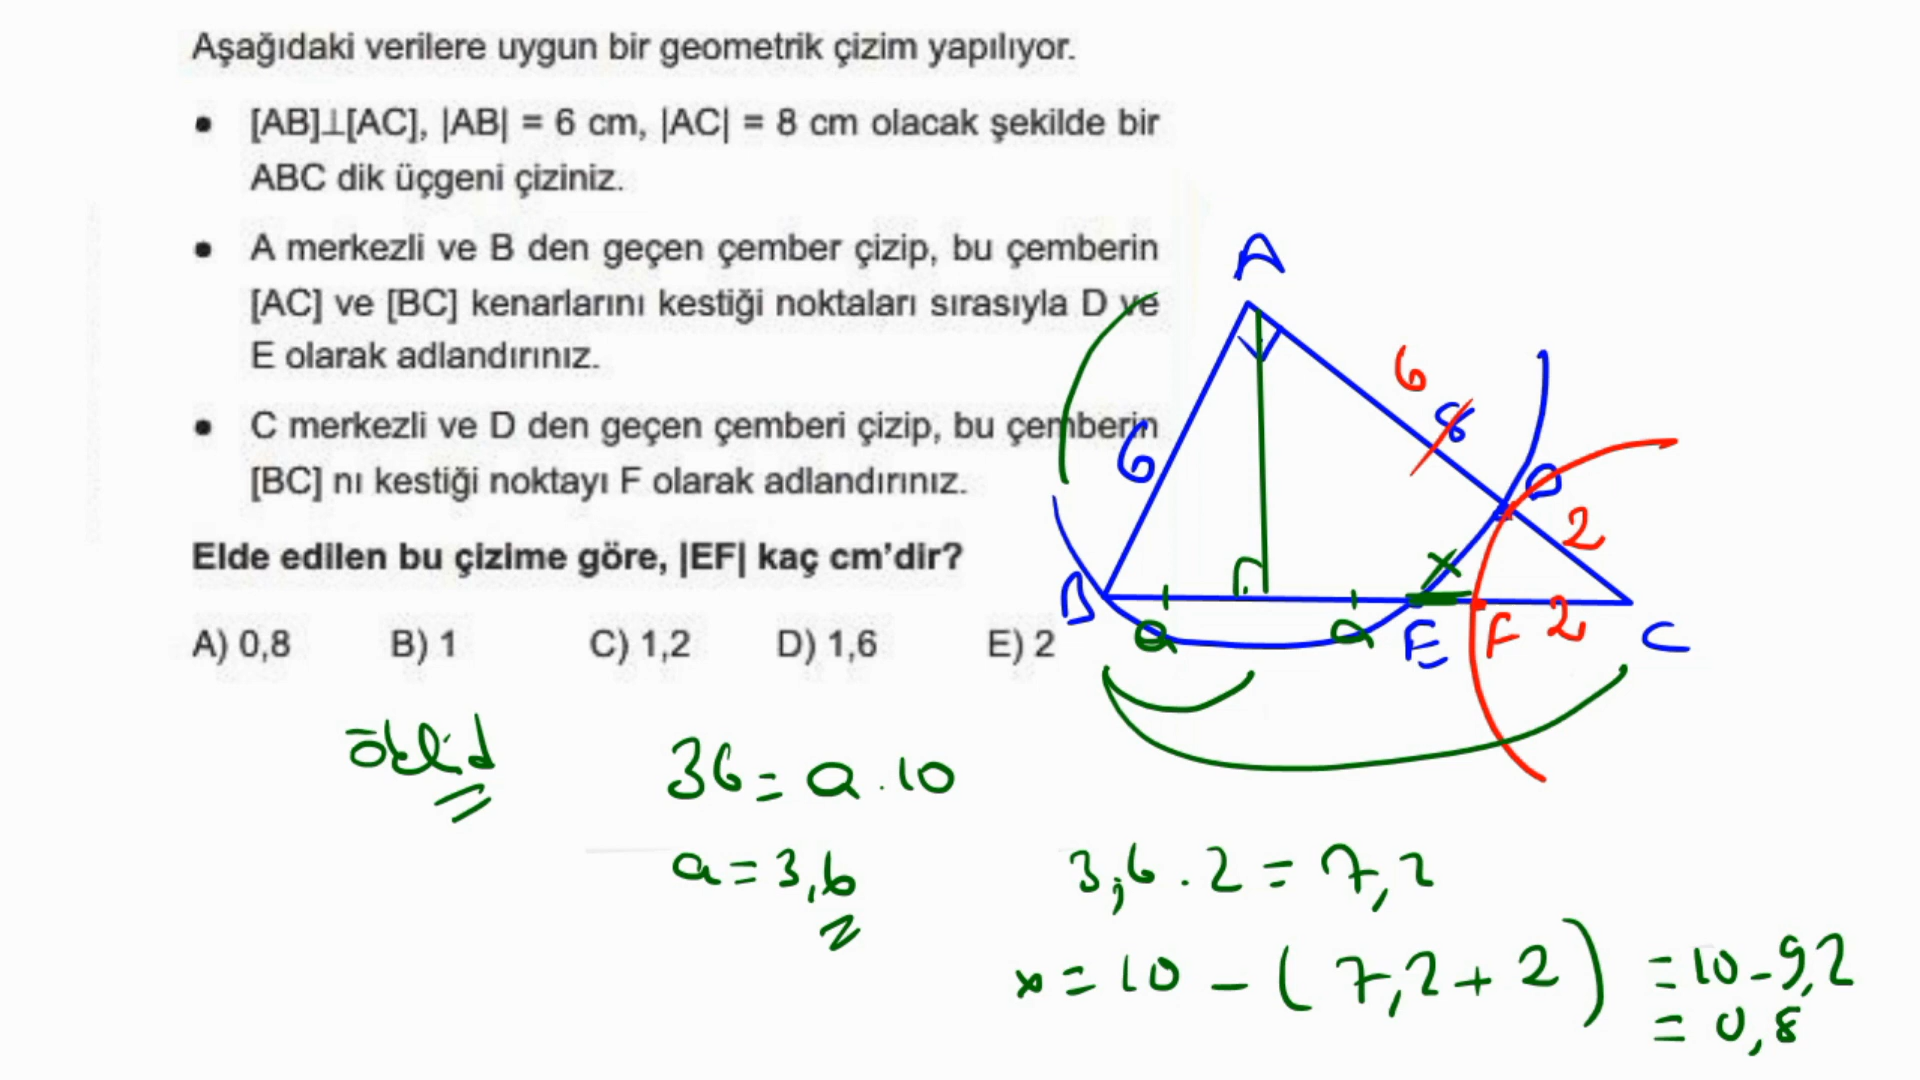 Aşağıdaki verilere uygun bir geometrik çizim yapılıyor.
• [AB]⊥[AC], |AB| = 6 cm, |AC| = 8 cm olacak şekilde bir
ABC dik üçgeni çiziniz.
• A merkezli ve B den geçen çember çizip, bu çemberin
[AC] ve [BC] kenarlarını kestiği noktaları sırasıyla D ve
E olarak adlandırınız.
• C merkezli ve D den geçen çemberi çizip, bu çemberin
[BC] nı kestiği noktayı F olarak adlandırınız.
Elde edilen bu çizime göre, |EF| kaç cm'dir?
A) 0,8 B) 1 C) 1,2 D) 1,6 E) 2
A
6
8
6
D
2
x
B
a
a
E
F
2
C
öklid
36 = a . 10
a = 3,6
3,6 . 2 = 7,2
x = 10 - ( 7,2 + 2 ) = 10 - 9,2
= 0,8